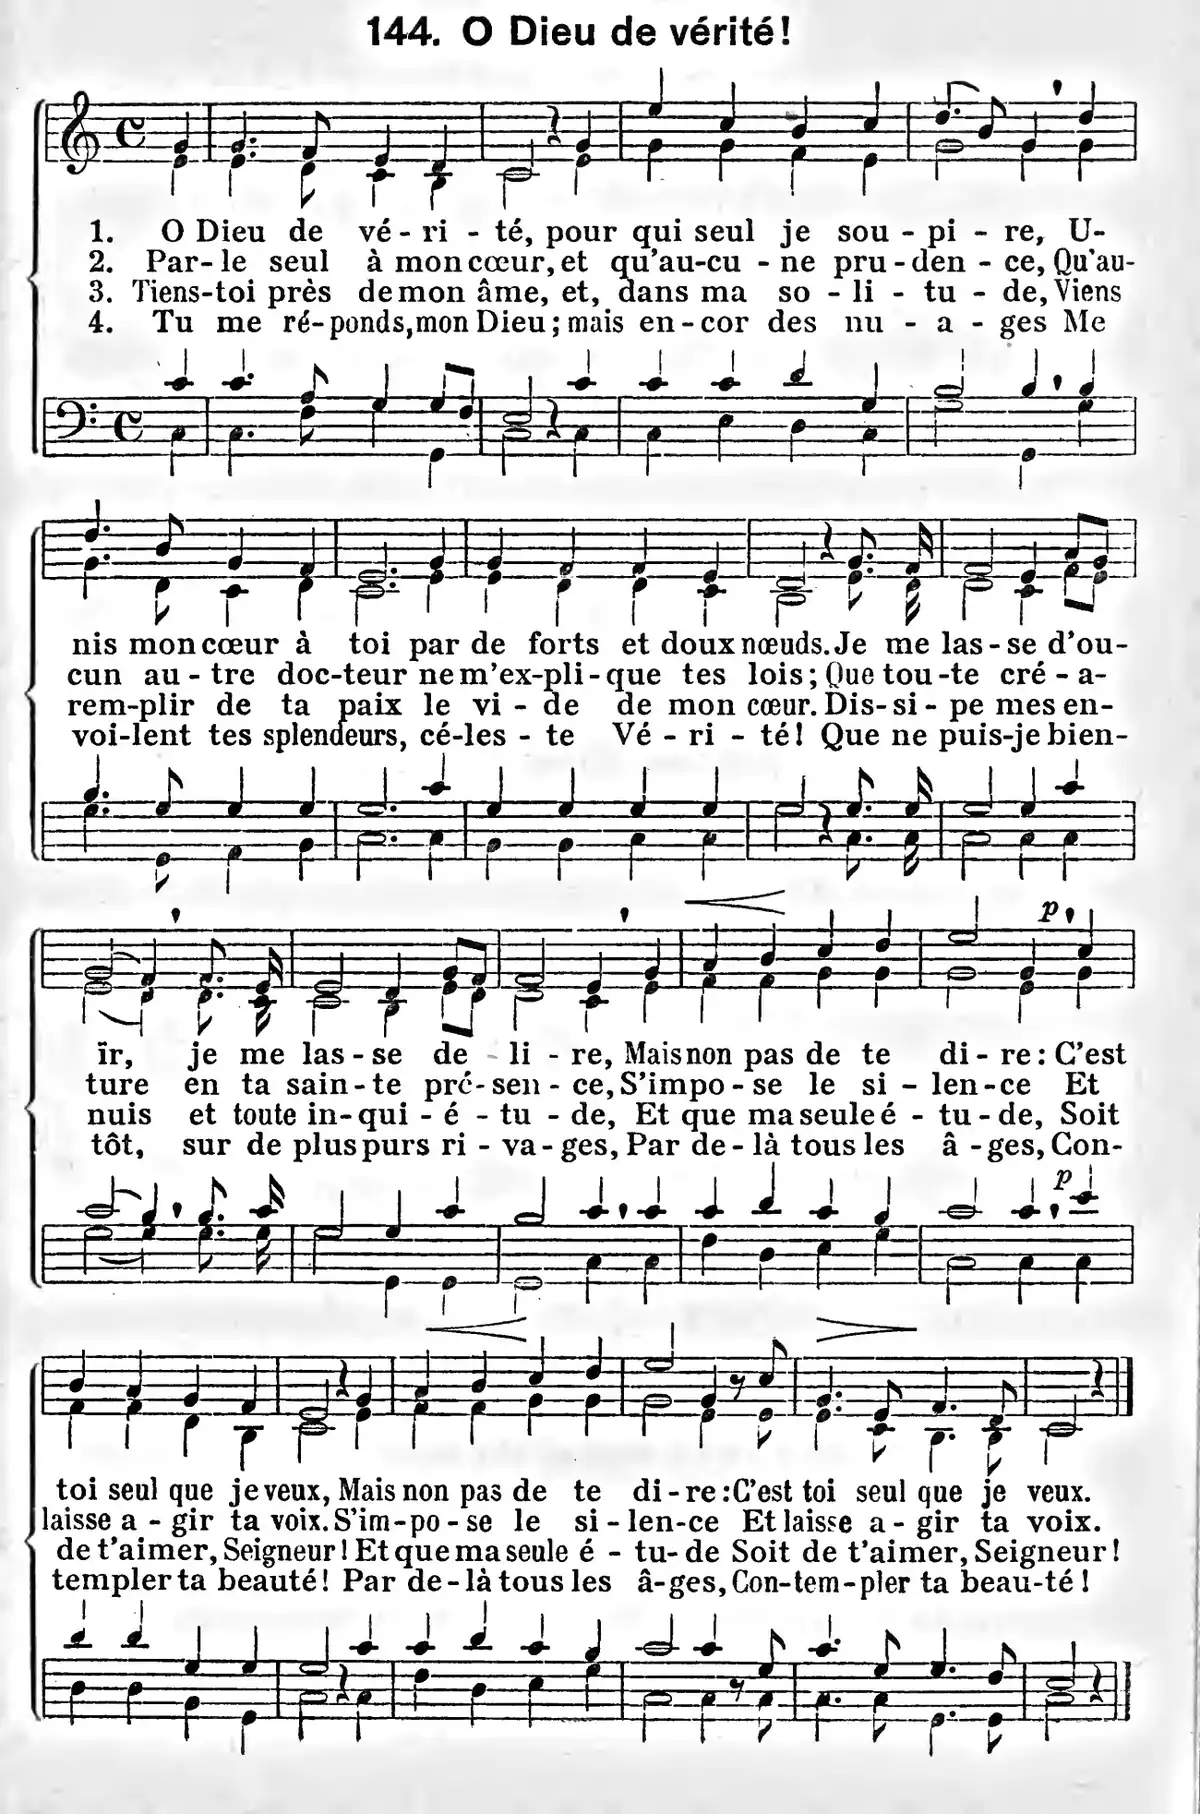 144. O Dieu de vérité!
1. O Dieu de vé - ri - té, pour qui seul je sou - pi - re, U-
2. Par- le seul à mon cœur, et qu'au-cu - ne pru - den - ce, Qu'au-
3. Tiens-toi près de mon âme, et, dans ma so - li - tu - de, Viens
4. Tu me ré-ponds, mon Dieu; mais en-cor des nu - a - ges Me
nis mon cœur à toi par de forts et doux nœuds. Je me las - se d'ou-
cun au - tre doc-teur ne m'ex-pli - que tes lois; Que tou-te cré - a-
rem-plir de ta paix le vi - de de mon cœur. Dis-si - pe mes en-
voi-lent tes splendeurs, cé-les - te Vé - ri - té! Que ne puis-je bien-
p
ïr, je me las - se de - li - re, Mais non pas de te di - re: C'est
ture en ta sain - te pré- sen - ce, S'impo - se le si - len - ce Et
nuis et toute in- qui - é - tu - de, Et que ma seule é - tu - de, Soit
tôt, sur de plus purs ri - va - ges, Par de - là tous les â - ges, Con-
p
toi seul que je veux, Mais non pas de te di - re: C'est toi seul que je veux.
laisse a - gir ta voix. S'im-po - se le si - len-ce Et laisse a - gir ta voix.
de t'aimer, Seigneur! Et que ma seule é - tu- de Soit de t'aimer, Seigneur!
templer ta beauté! Par de - là tous les â-ges, Con-tem-pler ta beau-té!